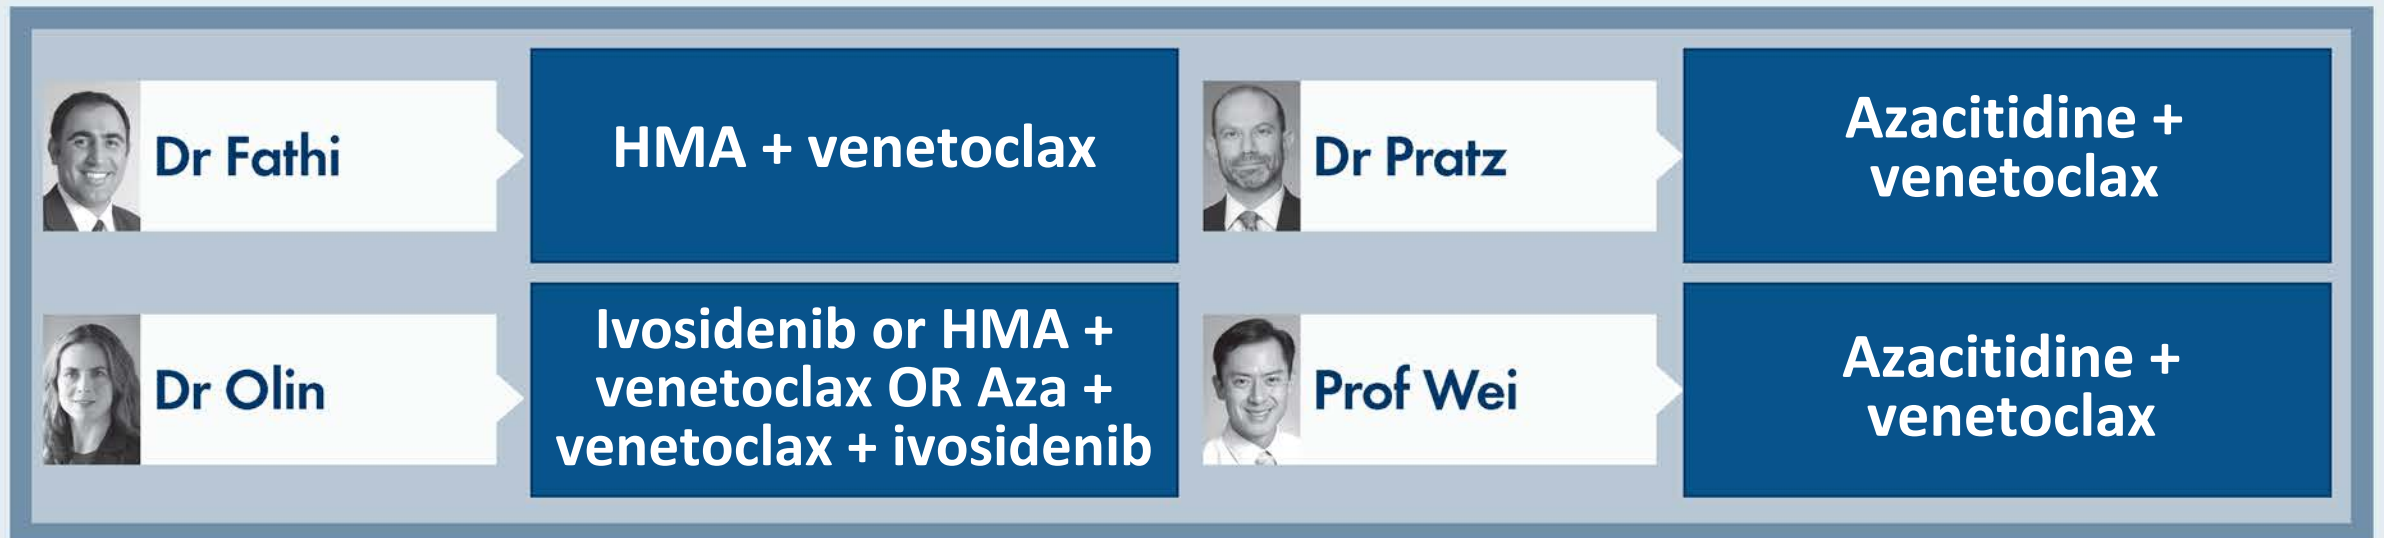 Dr Fathi
HMA + venetoclax
Dr Pratz
Azacitidine +
venetoclax
Dr Olin
Ivosidenib or HMA +
venetoclax OR Aza +
venetoclax + ivosidenib
Prof Wei
Azacitidine +
venetoclax